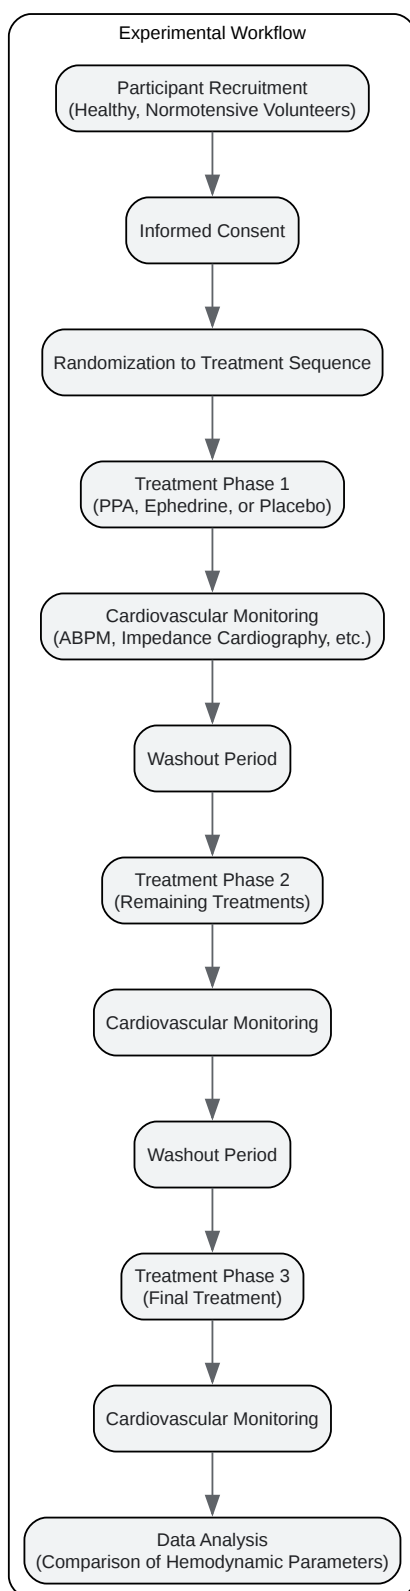 Experimental Workflow
Participant Recruitment
(Healthy, Normotensive Volunteers)
Informed Consent
Randomization to Treatment Sequence
Treatment Phase 1
(PPA, Ephedrine, or Placebo)
Cardiovascular Monitoring
(ABPM, Impedance Cardiography, etc.)
Washout Period
Treatment Phase 2
(Remaining Treatments)
Cardiovascular Monitoring
Washout Period
Treatment Phase 3
(Final Treatment)
Cardiovascular Monitoring
Data Analysis
(Comparison of Hemodynamic Parameters)